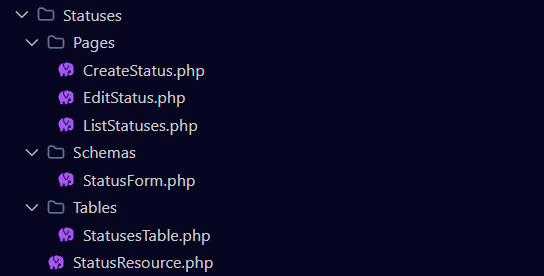 Statuses
Pages
CreateStatus.php
EditStatus.php
ListStatuses.php
Schemas
StatusForm.php
Tables
StatusesTable.php
StatusResource.php